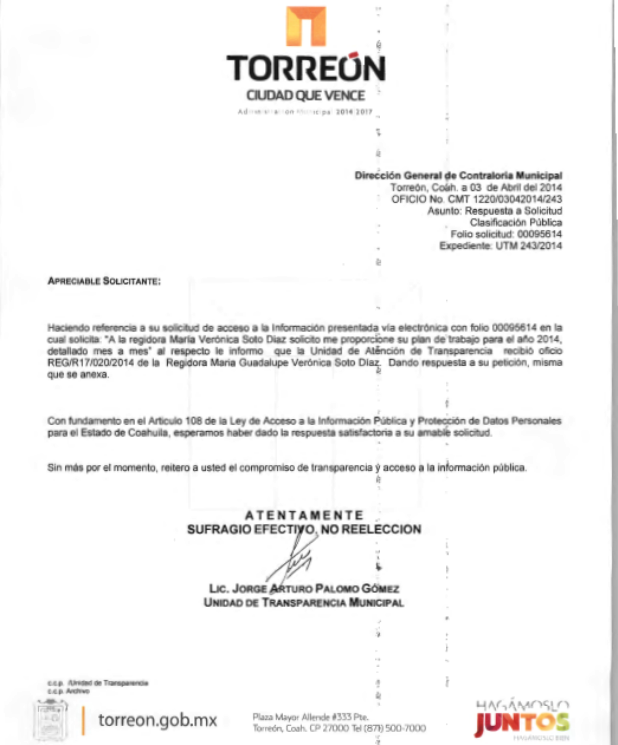 TORREÓN
CIUDAD QUE VENCE
Administración Municipal 2014 2017
Dirección General de Contraloría Municipal
Torreón, Coah. a 03 de Abril del 2014
OFICIO No. CMT 1220/03042014/243
Asunto: Respuesta a Solicitud
Clasificación Pública
Folio solicitud: 00095614
Expediente: UTM 243/2014
APRECIABLE SOLICITANTE:
Haciendo referencia a su solicitud de acceso a la Información presentada vía electrónica con folio 00095614 en la
cual solicita: "A la regidora María Verónica Soto Diaz solicito me proporcione su plan de trabajo para el año 2014,
detallado mes a mes" al respecto le informo que la Unidad de Atención de Transparencia recibió oficio
REG/R17/020/2014 de la Regidora Maria Guadalupe Verónica Soto Díaz. Dando respuesta a su petición, misma
que se anexa.
Con fundamento en el Articulo 108 de la Ley de Acceso a la Información Pública y Protección de Datos Personales
para el Estado de Coahuila, esperamos haber dado la respuesta satisfactoria a su amable solicitud.
Sin más por el momento, reitero a usted el compromiso de transparencia y acceso a la información pública.
ATENTAMENTE
SUFRAGIO EFECTIVO, NO REELECCION
LIC. JORGE ARTURO PALOMO GÓMEZ
UNIDAD DE TRANSPARENCIA MUNICIPAL
c.c.p. /Unidad de Transparencia
c.c.p. Archivo
torreon.gob.mx
Plaza Mayor Allende #333 Pte.
Torreón, Coah. CP 27000 Tel (871) 500-7000
HAGÁMOSLO
JUNTOS
HAGÁMOSLO BIEN